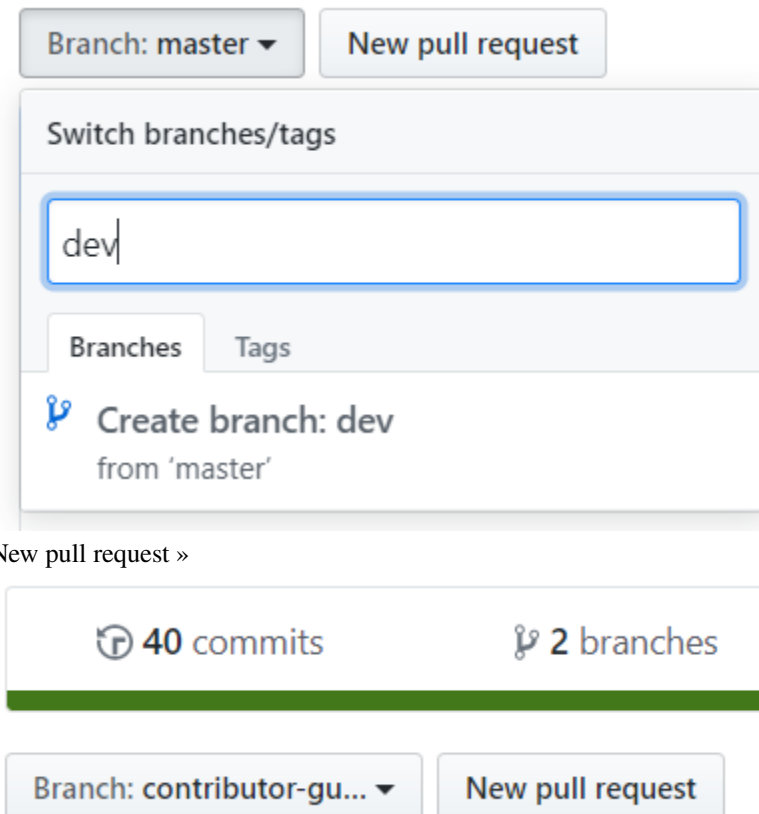 Branch: master New pull request
Switch branches/tags
dev
Branches Tags
Create branch: dev
from ‘master’
New pull request »
40 commits 2 branches
Branch: contributor-gu... New pull request